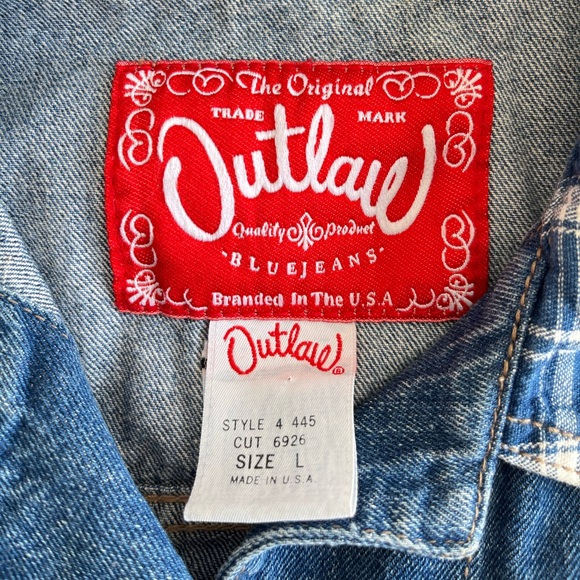 The Original
TRADE MARK
Outlaw
Quality Product
·BLUEJEANS·
Branded In The U.S.A.
Outlaw
STYLE 4 445
CUT 6926
SIZE L
MADE IN U.S.A.